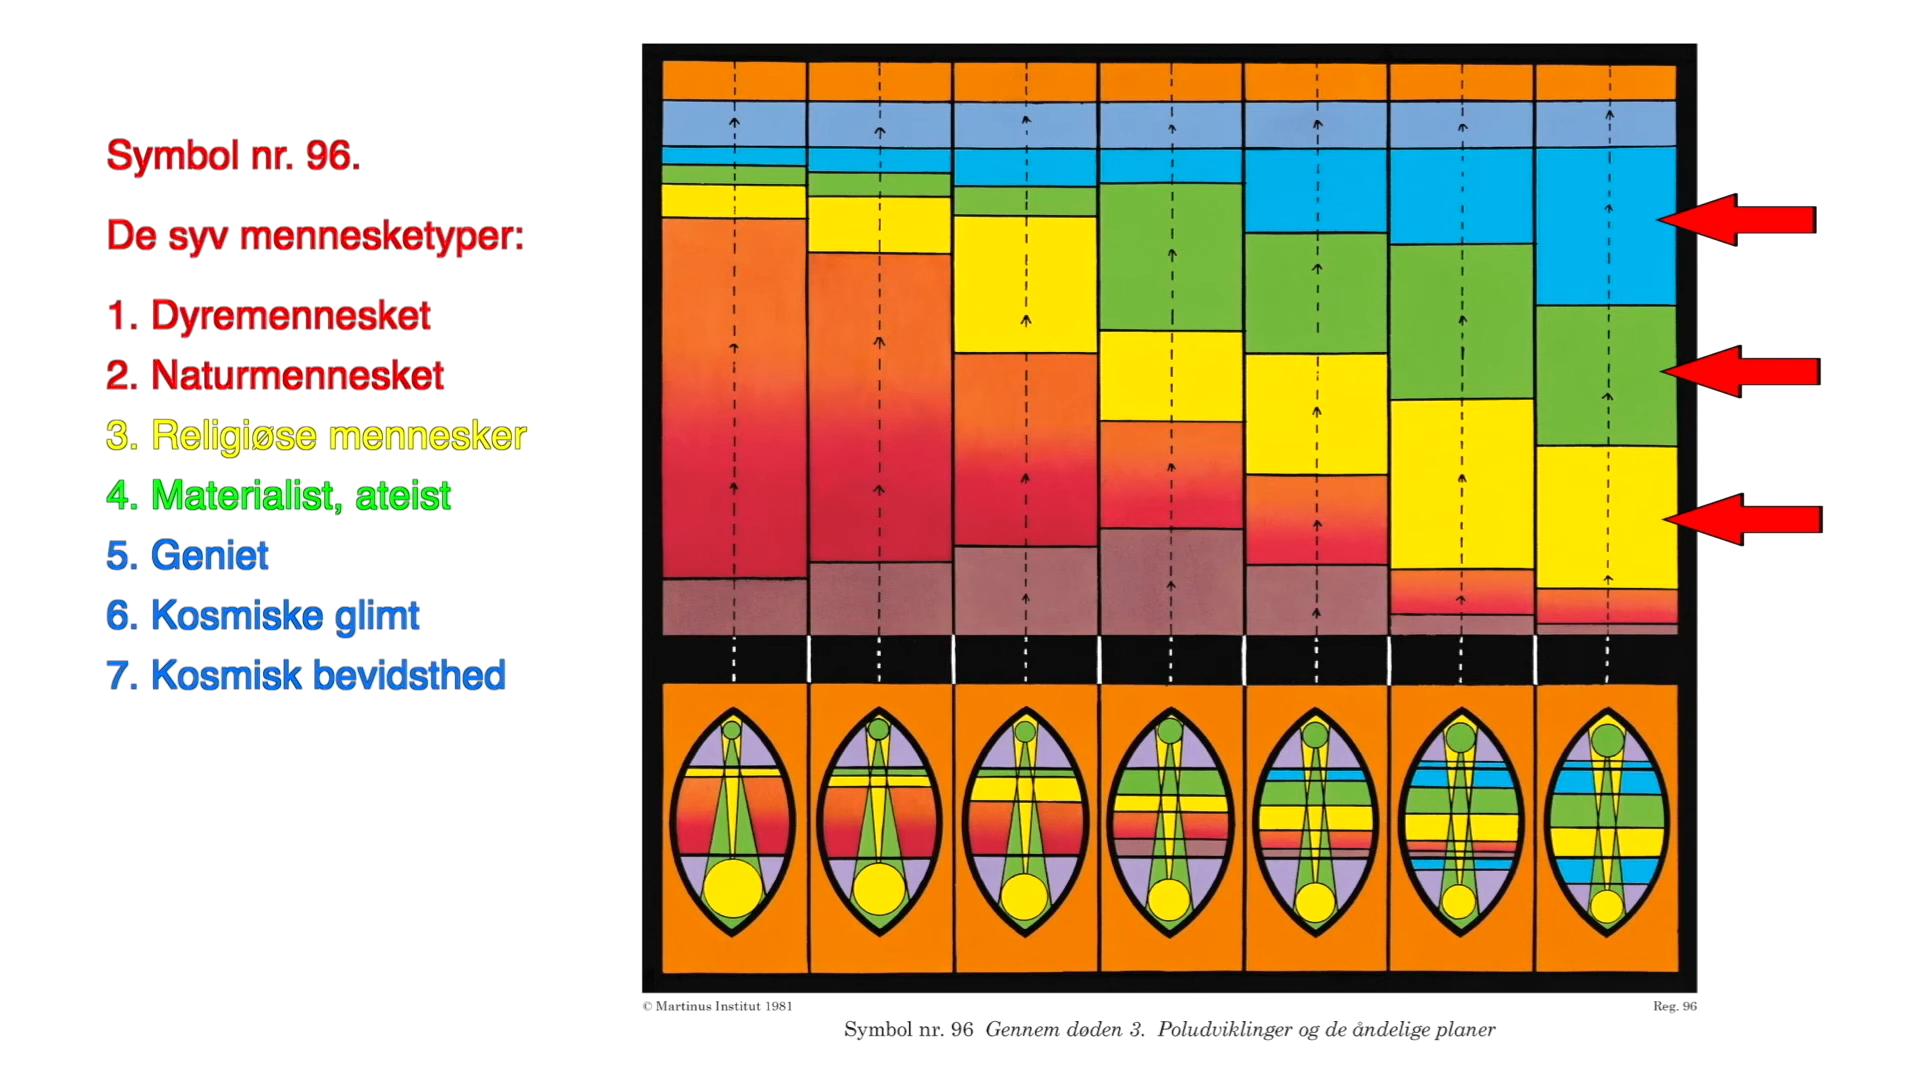 Symbol nr. 96.
De syv mennesketyper:
1. Dyremennesket
2. Naturmennesket
3. Religiøse mennesker
4. Materialist, ateist
5. Geniet
6. Kosmiske glimt
7. Kosmisk bevidsthed
© Martinus Institut 1981
Reg. 96
Symbol nr. 96 Gennem døden 3. Poludviklinger og de åndelige planer